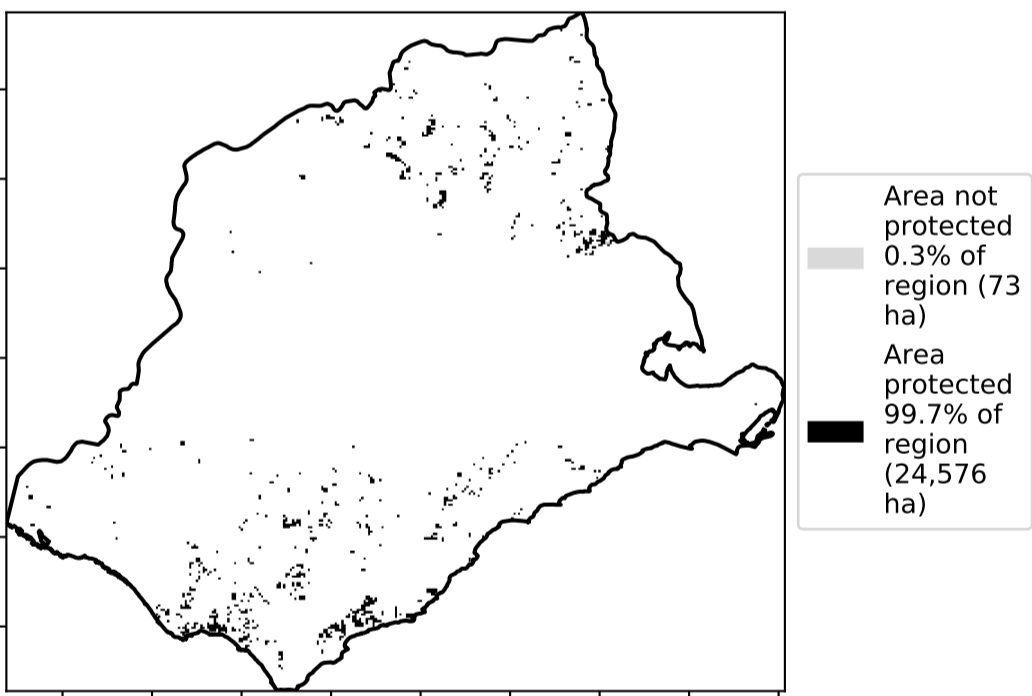 Area not
protected
0.3% of
region (73
ha)
Area
protected
99.7% of
region
(24,576
ha)